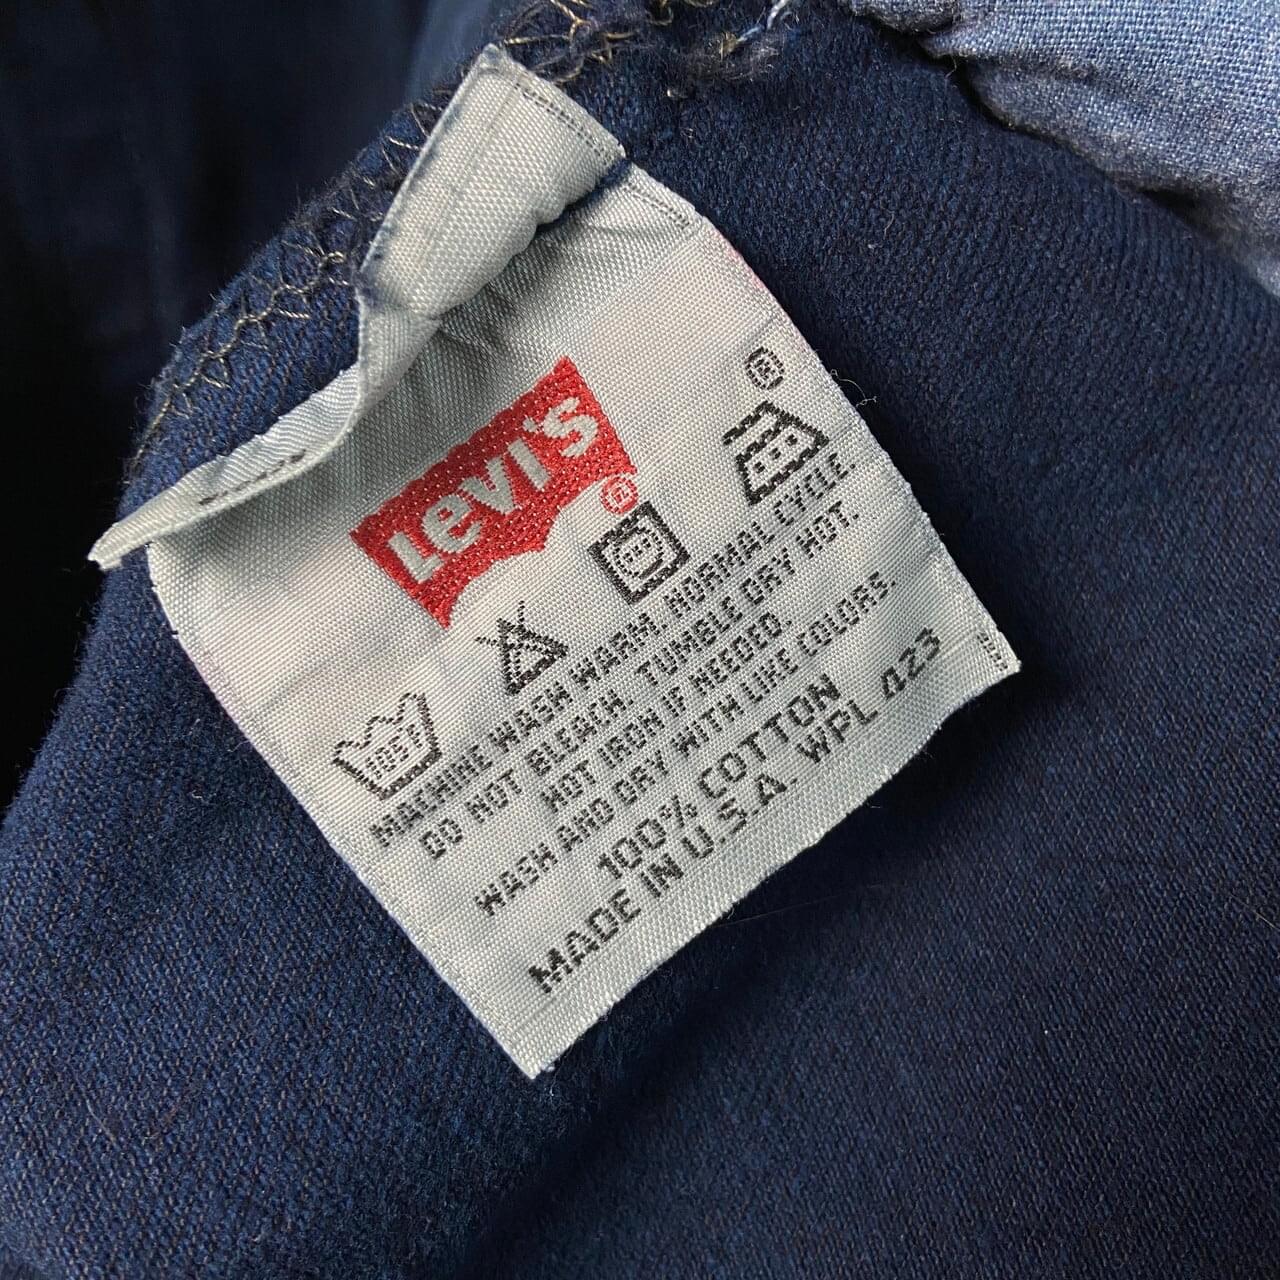 Levi's®
105F
®
MACHINE WASH WARM, NORMAL CYCLE.
DO NOT BLEACH. TUMBLE DRY HOT.
HOT IRON IF NEEDED.
WASH AND DRY WITH LIKE COLORS.
100% COTTON
MADE IN U.S.A. WPL 423